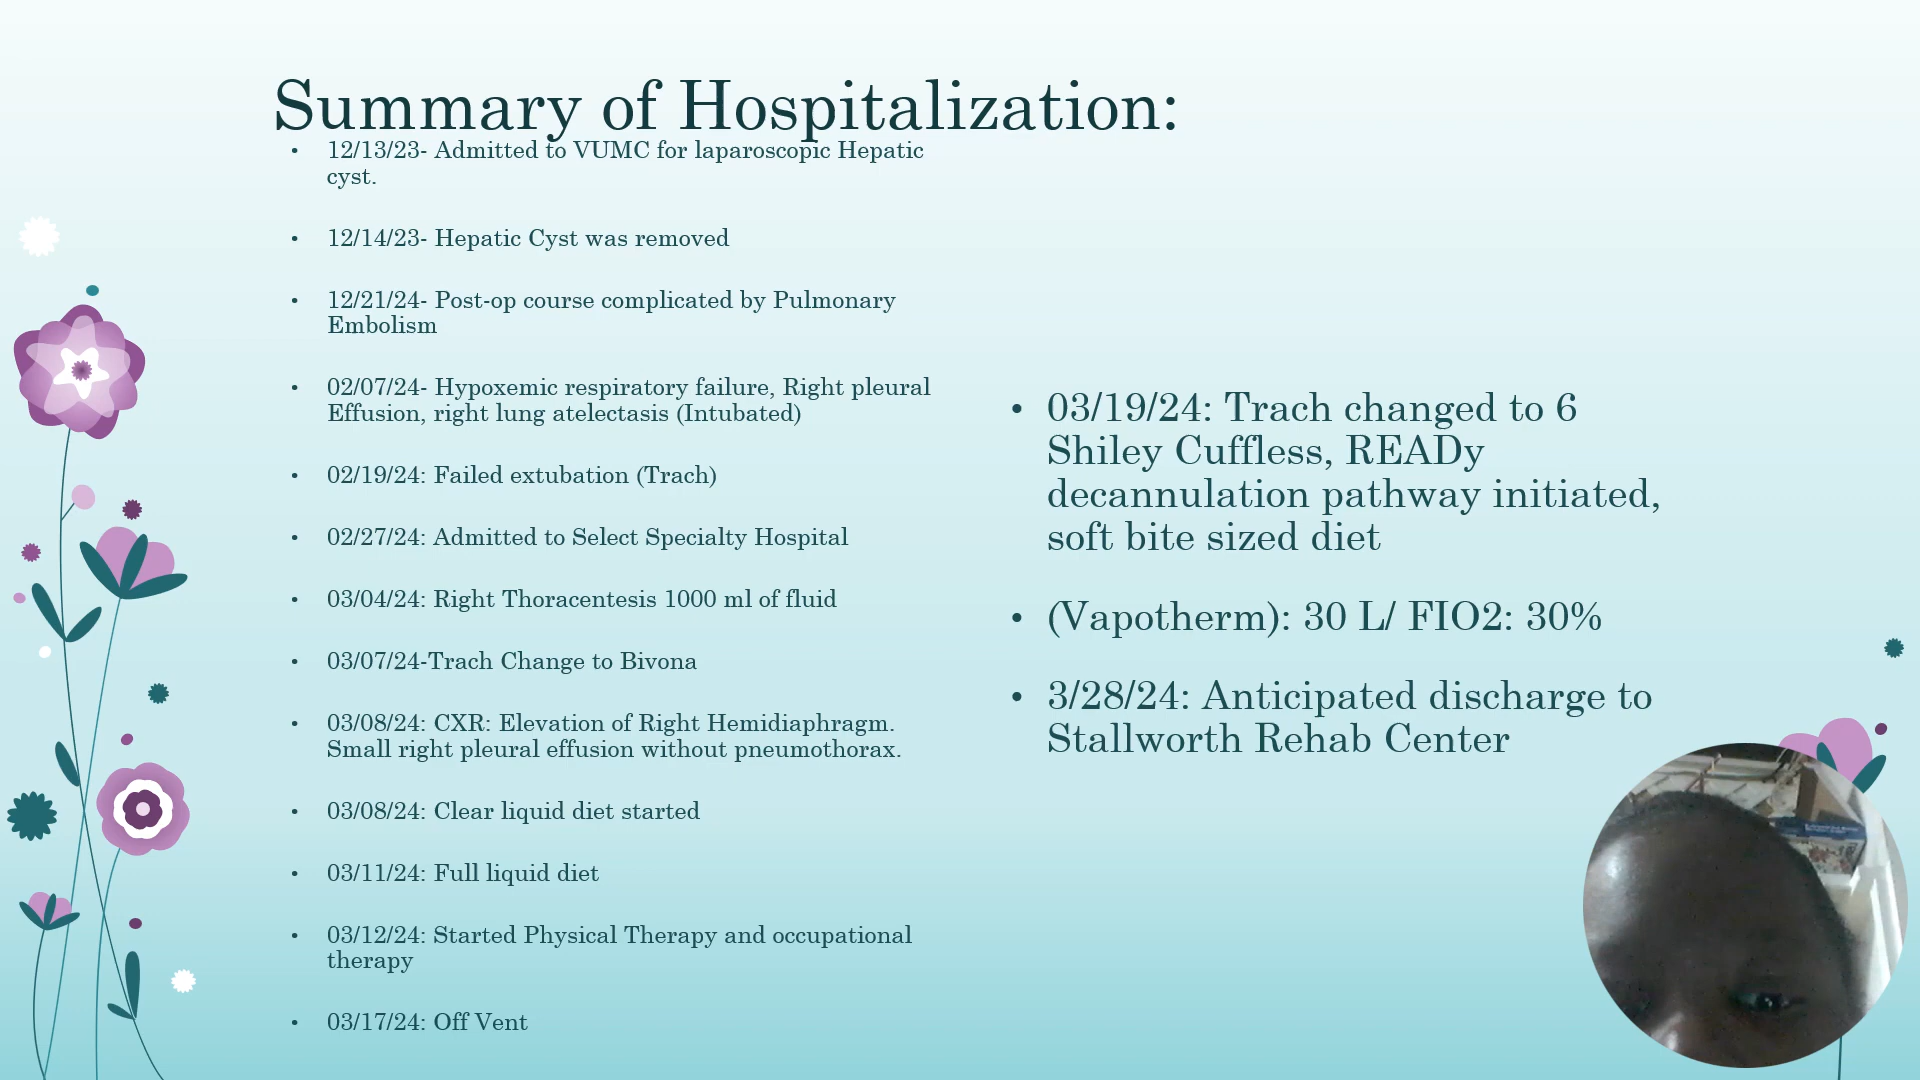 Summary of Hospitalization:
• 12/13/23- Admitted to VUMC for laparoscopic Hepatic
cyst.
• 12/14/23- Hepatic Cyst was removed
• 12/21/24- Post-op course complicated by Pulmonary
Embolism
• 02/07/24- Hypoxemic respiratory failure, Right pleural
Effusion, right lung atelectasis (Intubated)
• 02/19/24: Failed extubation (Trach)
• 02/27/24: Admitted to Select Specialty Hospital
• 03/04/24: Right Thoracentesis 1000 ml of fluid
• 03/07/24-Trach Change to Bivona
• 03/08/24: CXR: Elevation of Right Hemidiaphragm.
Small right pleural effusion without pneumothorax.
• 03/08/24: Clear liquid diet started
• 03/11/24: Full liquid diet
• 03/12/24: Started Physical Therapy and occupational
therapy
• 03/17/24: Off Vent
• 03/19/24: Trach changed to 6
Shiley Cuffless, READy
decannulation pathway initiated,
soft bite sized diet
• (Vapotherm): 30 L/ FIO2: 30%
• 3/28/24: Anticipated discharge to
Stallworth Rehab Center